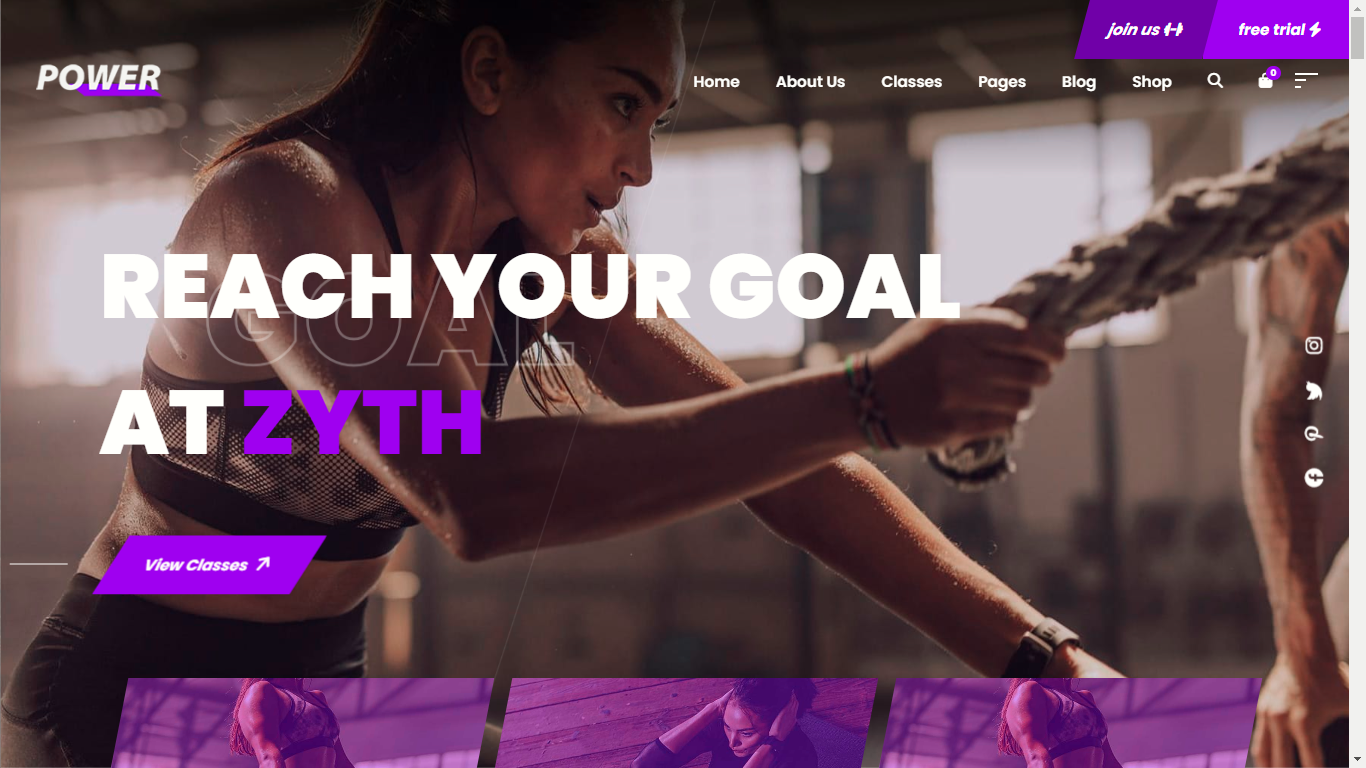 join us
free trial
POWER
Home About Us Classes Pages Blog Shop 0
REACH YOUR GOAL
GOAL
AT ZYTH
View Classes